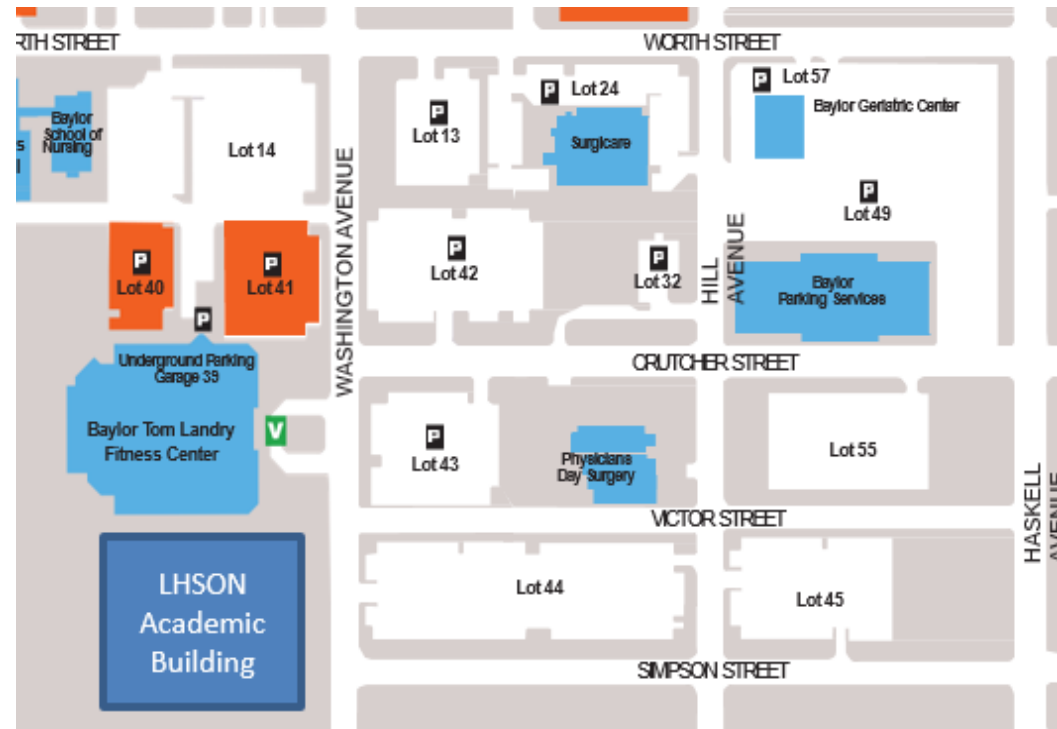 RTH STREET
WORTH STREET
Baylor
School of
Nursing
s
l
Lot 14
P
Lot 13
P
Lot 24
Surgicare
P
Lot 57
Baylor Geriatric Center
P
Lot 49
WASHINGTON AVENUE
P
Lot 40
P
Lot 41
P
Lot 42
P
Lot 32
HILL
AVENUE
Baylor
Parking Services
P
Underground Parking
Garage 39
CRUTCHER STREET
Baylor Tom Landry
Fitness Center
V
P
Lot 43
Physicians
Day Surgery
Lot 55
VICTOR STREET
HASKELL
AVENUE
LHSON
Academic
Building
Lot 44
Lot 45
SIMPSON STREET